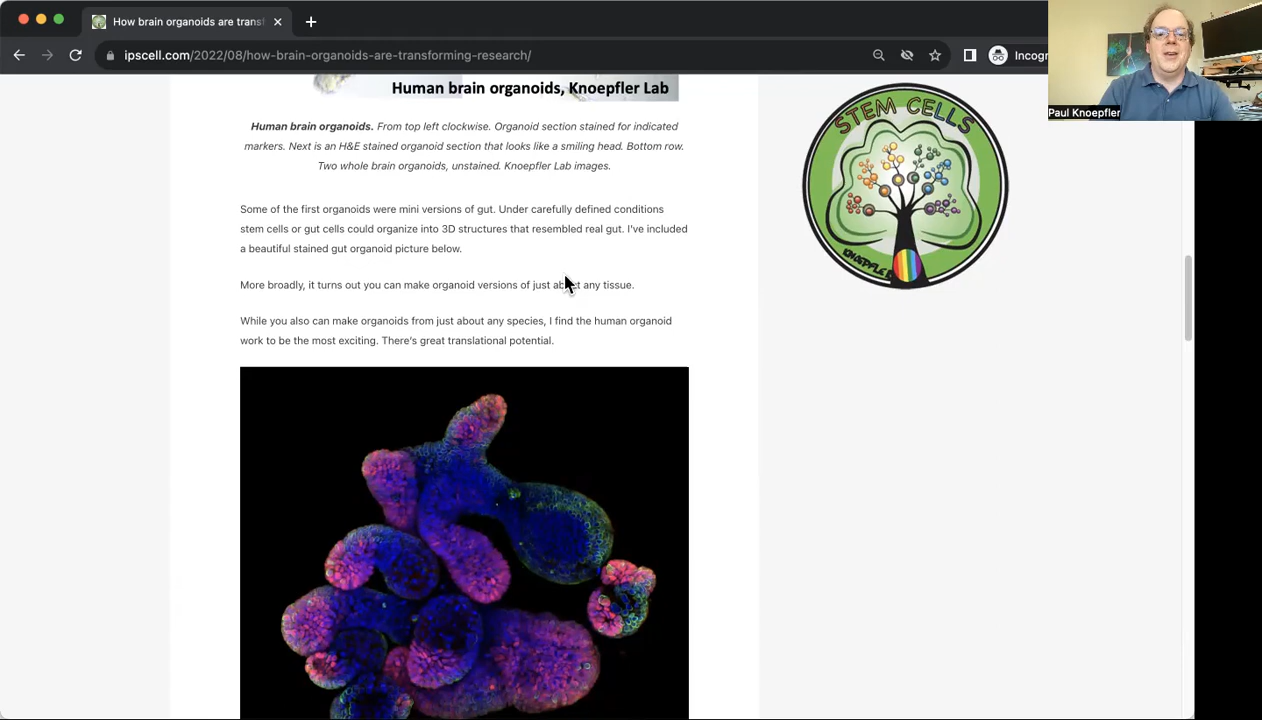 How brain organoids are transf
ipscell.com/2022/08/how-brain-organoids-are-transforming-research/
Incog
Paul Knoepfler
Human brain organoids, Knoepfler Lab
STEM CELLS
Human brain organoids. From top left clockwise. Organoid section stained for indicated
markers. Next is an H&E stained organoid section that looks like a smiling head. Bottom row.
Two whole brain organoids, unstained. Knoepfler Lab images.
Some of the first organoids were mini versions of gut. Under carefully defined conditions
stem cells or gut cells could organize into 3D structures that resembled real gut. I've included
a beautiful stained gut organoid picture below.
More broadly, it turns out you can make organoid versions of just about any tissue.
While you also can make organoids from just about any species, I find the human organoid
work to be the most exciting. There's great translational potential.